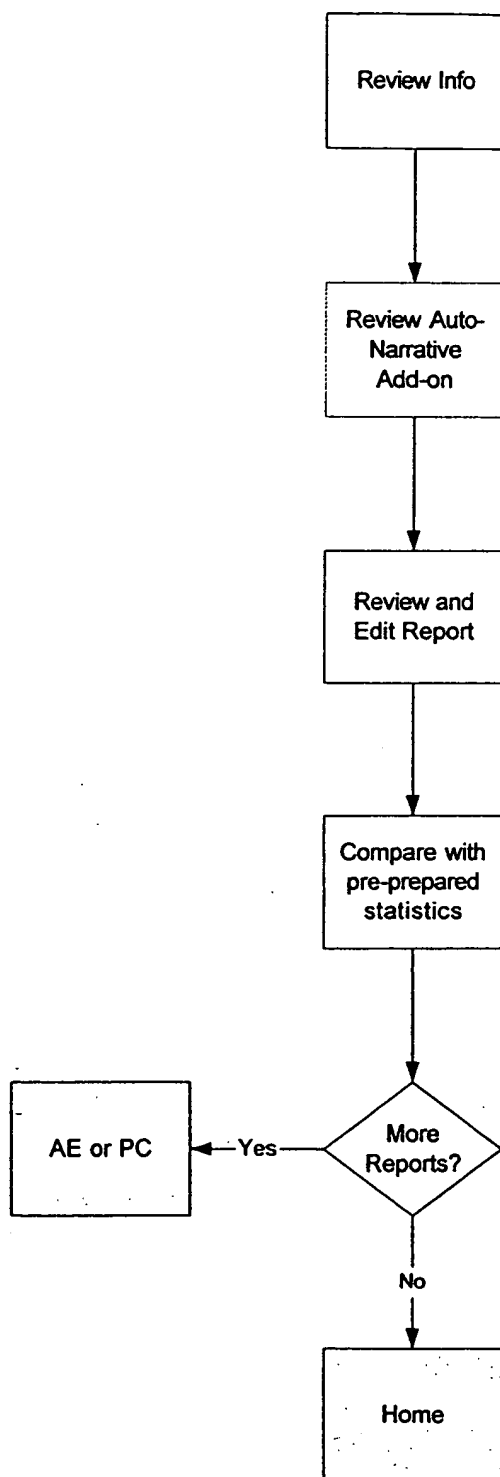 Review Info
Review Auto-
Narrative
Add-on
Review and
Edit Report
Compare with
pre-prepared
statistics
More
Reports?
Yes
AE or PC
No
Home